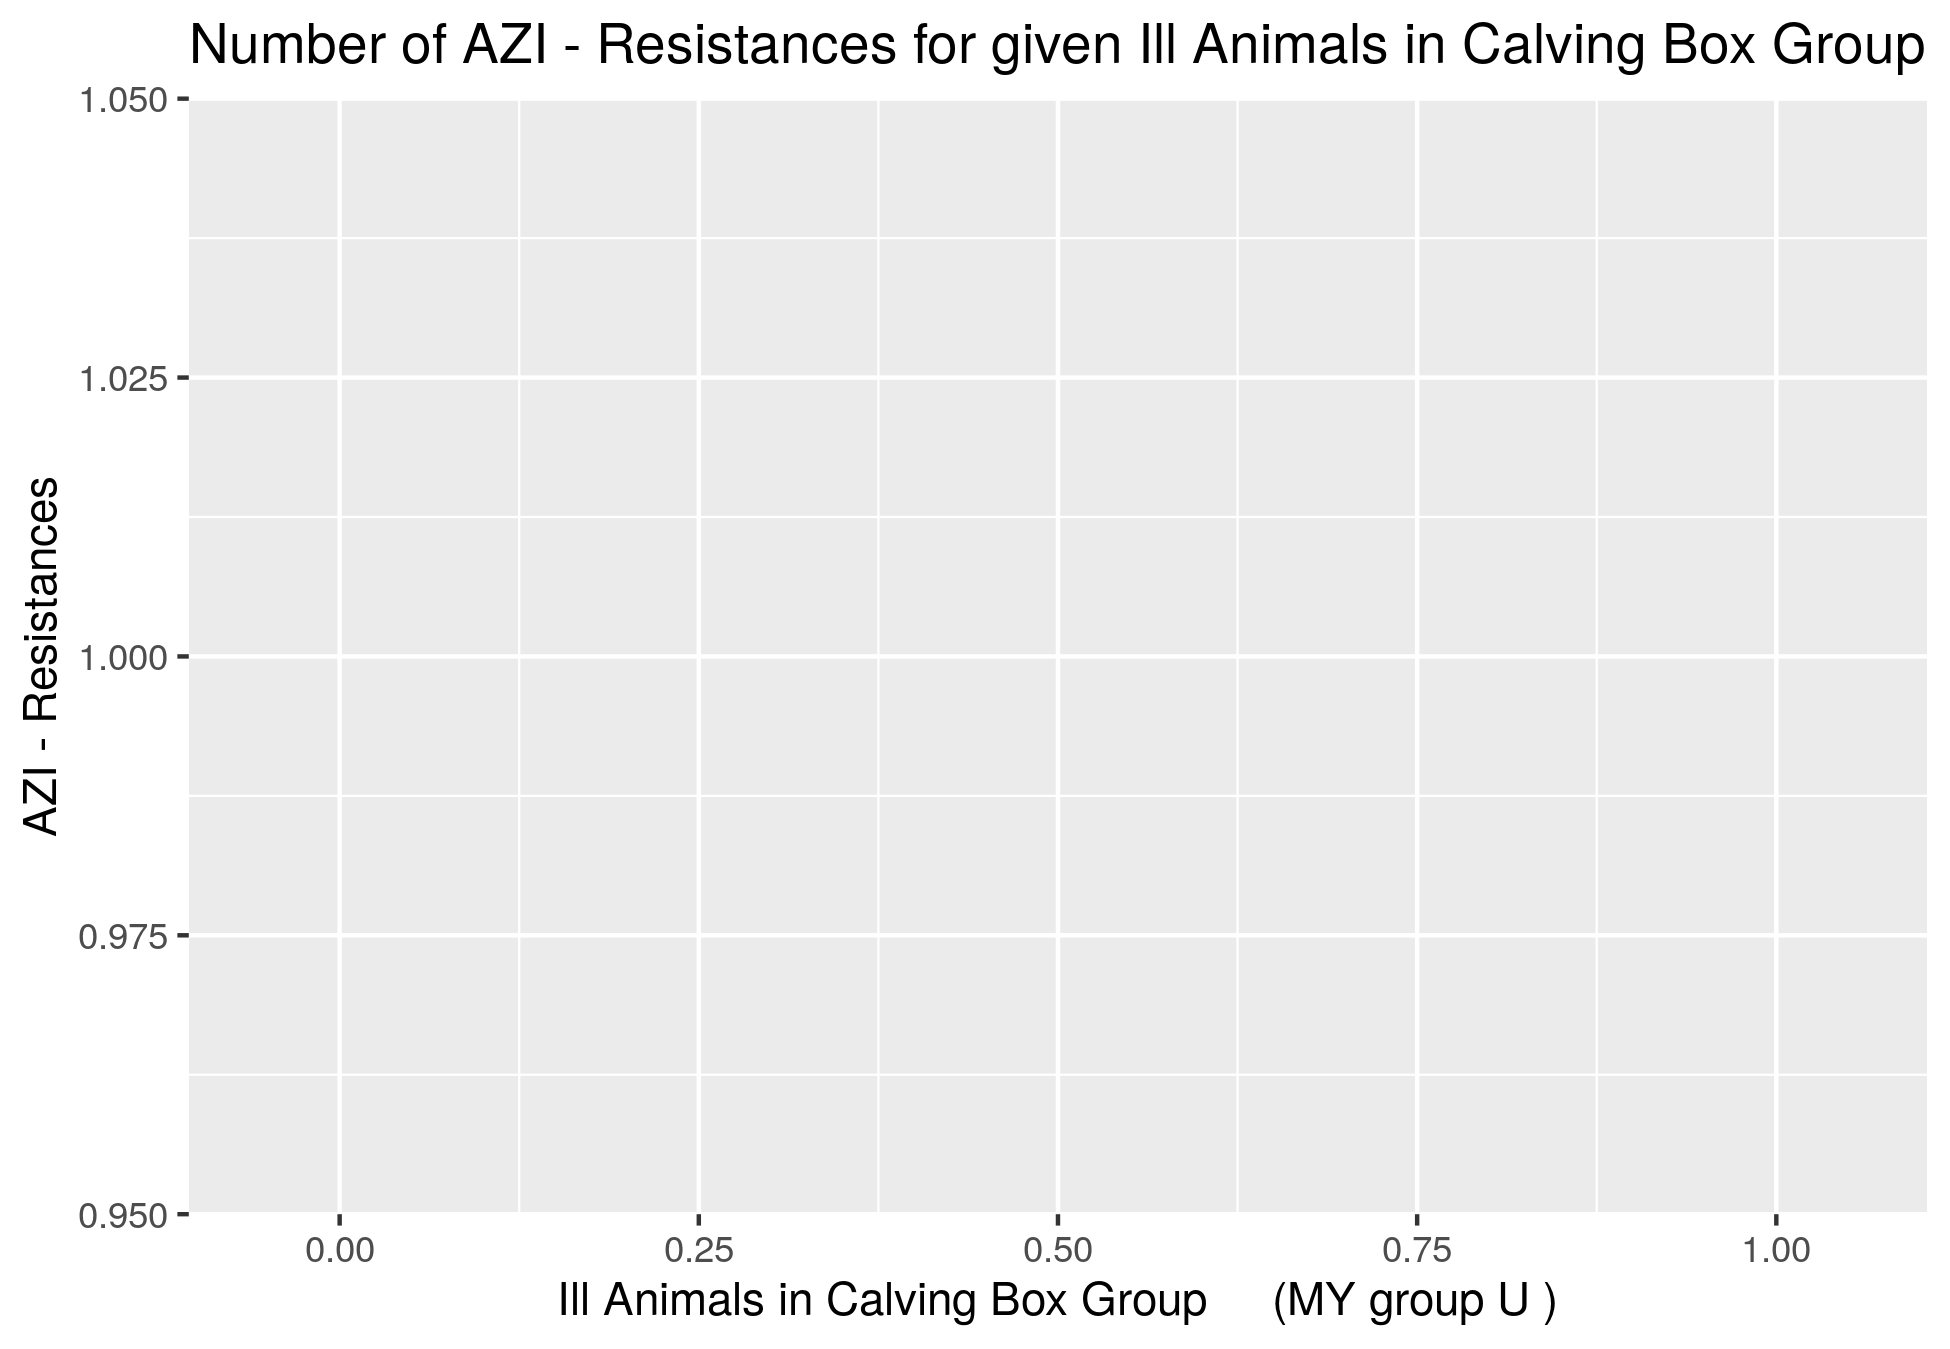 Number of AZI - Resistances for given Ill Animals in Calving Box Group
1.050
1.025
1.000
0.975
0.950
AZI - Resistances
0.00 0.25 0.50 0.75 1.00
Ill Animals in Calving Box Group (MY group U )